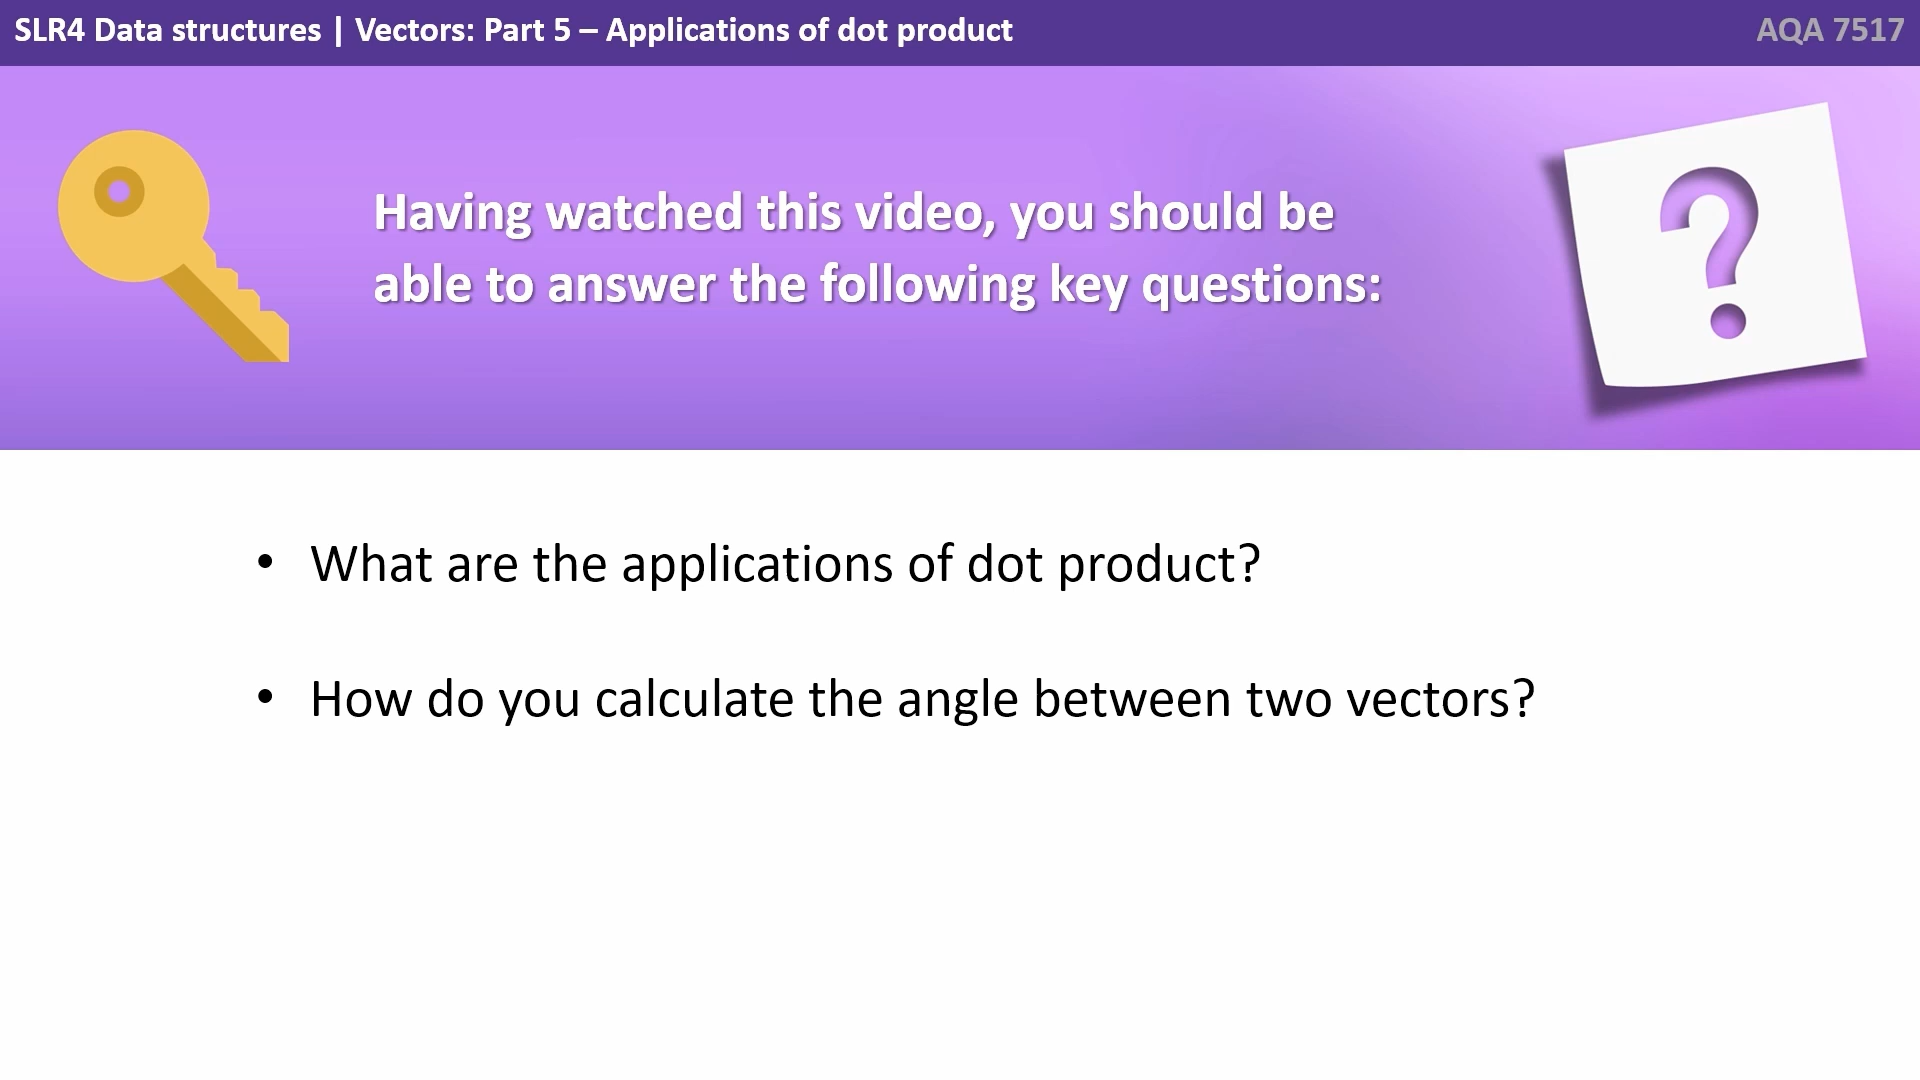 SLR4 Data structures | Vectors: Part 5 – Applications of dot product
AQA 7517
Having watched this video, you should be
able to answer the following key questions:
?
• What are the applications of dot product?
• How do you calculate the angle between two vectors?